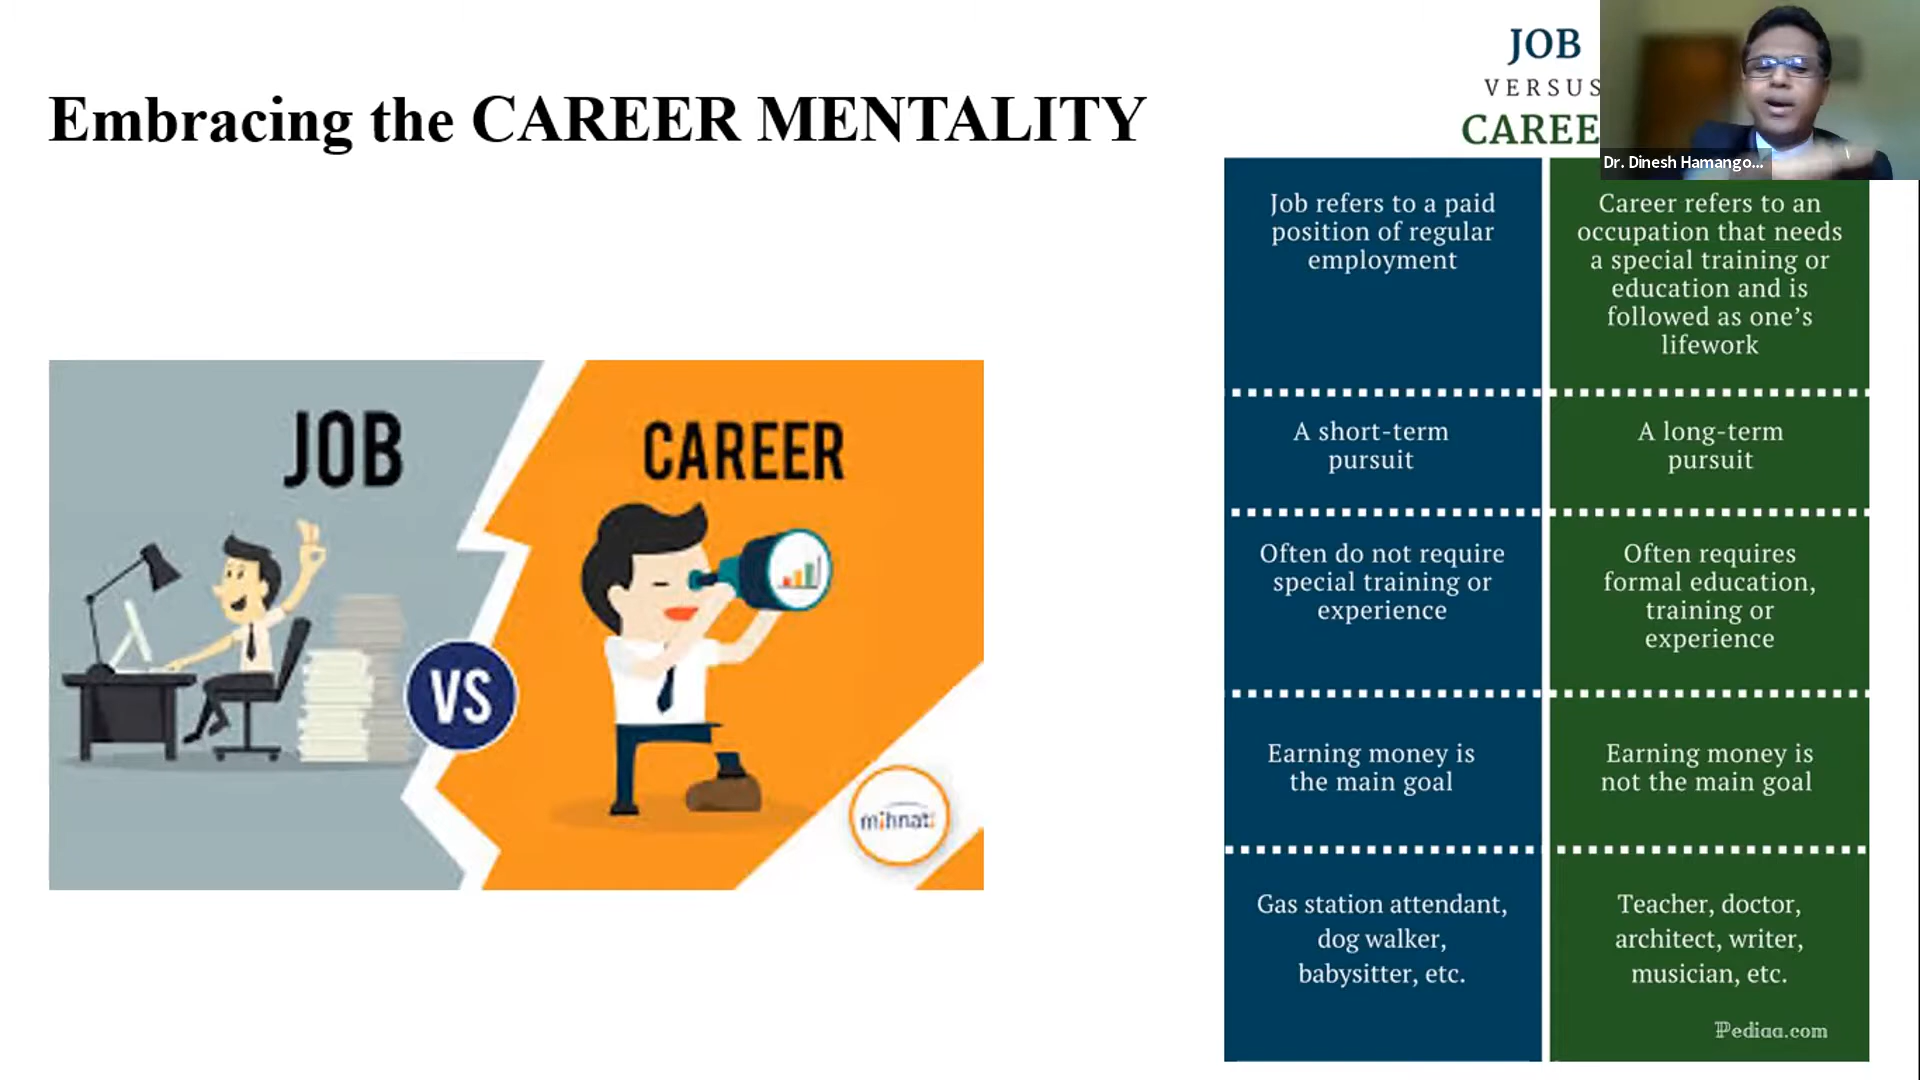 Embracing the CAREER MENTALITY
JOB
VERSUS
CAREE
Dr. Dinesh Hamango...
Job refers to a paid
position of regular
employment
Career refers to an
occupation that needs
a special training or
education and is
followed as one’s
lifework
A short-term
pursuit
A long-term
pursuit
Often do not require
special training or
experience
Often requires
formal education,
training or
experience
Earning money is
the main goal
Earning money is
not the main goal
Gas station attendant,
dog walker,
babysitter, etc.
Teacher, doctor,
architect, writer,
musician, etc.
Pediaa.com
JOB
CAREER
VS
mihnati